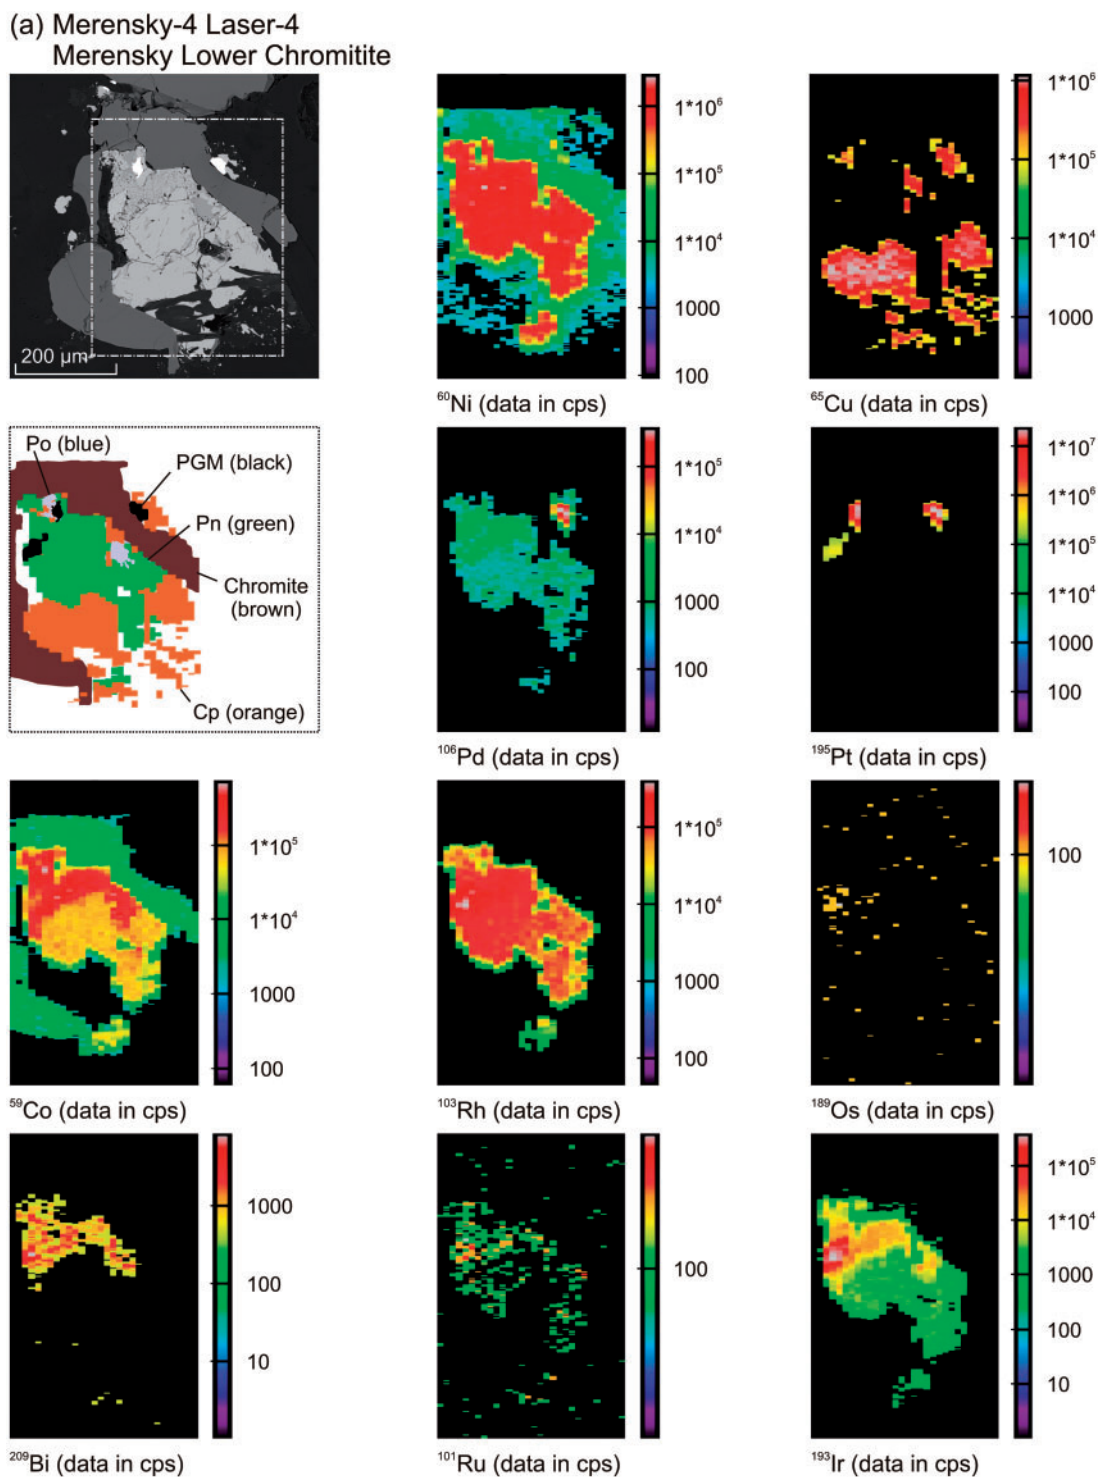 (a) Merensky-4 Laser-4
Merensky Lower Chromitite
200 µm
1*10⁶
1*10⁵
1*10⁴
1000
100
⁶⁰Ni (data in cps)
1*10⁶
1*10⁵
1*10⁴
1000
⁶⁵Cu (data in cps)
Po (blue)
PGM (black)
Pn (green)
Chromite
(brown)
Cp (orange)
1*10⁵
1*10⁴
1000
100
¹⁰⁶Pd (data in cps)
1*10⁷
1*10⁶
1*10⁵
1*10⁴
1000
100
¹⁹⁵Pt (data in cps)
1*10⁵
1*10⁴
1000
100
⁵⁹Co (data in cps)
1*10⁵
1*10⁴
1000
100
¹⁰³Rh (data in cps)
100
¹⁸⁹Os (data in cps)
1000
100
10
²⁰⁹Bi (data in cps)
100
¹⁰¹Ru (data in cps)
1*10⁵
1*10⁴
1000
100
10
¹⁹³Ir (data in cps)